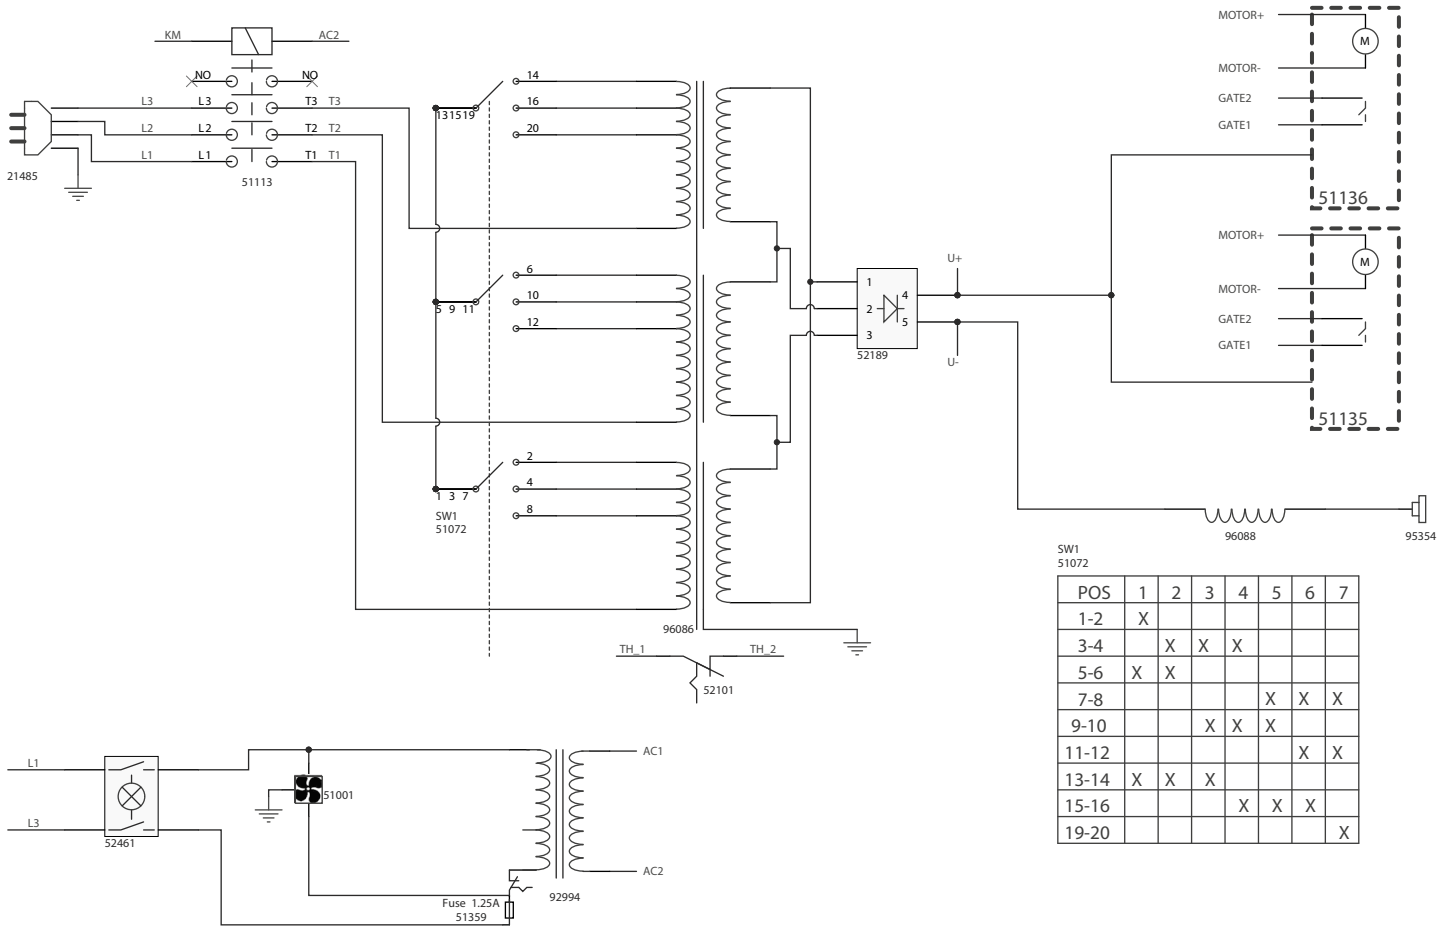 KM AC2
NO NO
L3 L3 T3 T3
L2 L2 T2 T2
L1 L1 T1 T1
21485
51113
14
131519 16
20
6
5 9 11 10
12
2
1 3 7 4
8
SW1
51072
96086
TH_1 TH_2
52101
1
2
3
4
5
52189
U+
U-
MOTOR+
M
MOTOR-
GATE2
GATE1
51136
MOTOR+
M
MOTOR-
GATE2
GATE1
51135
96088
95354
SW1
51072
POS 1 2 3 4 5 6 7
1-2 X
3-4 X X X
5-6 X X
7-8 X X X
9-10 X X X
11-12 X X
13-14 X X X
15-16 X X X
19-20 X
L1
L3
52461
51001
Fuse 1.25A
51359
92994
AC1
AC2